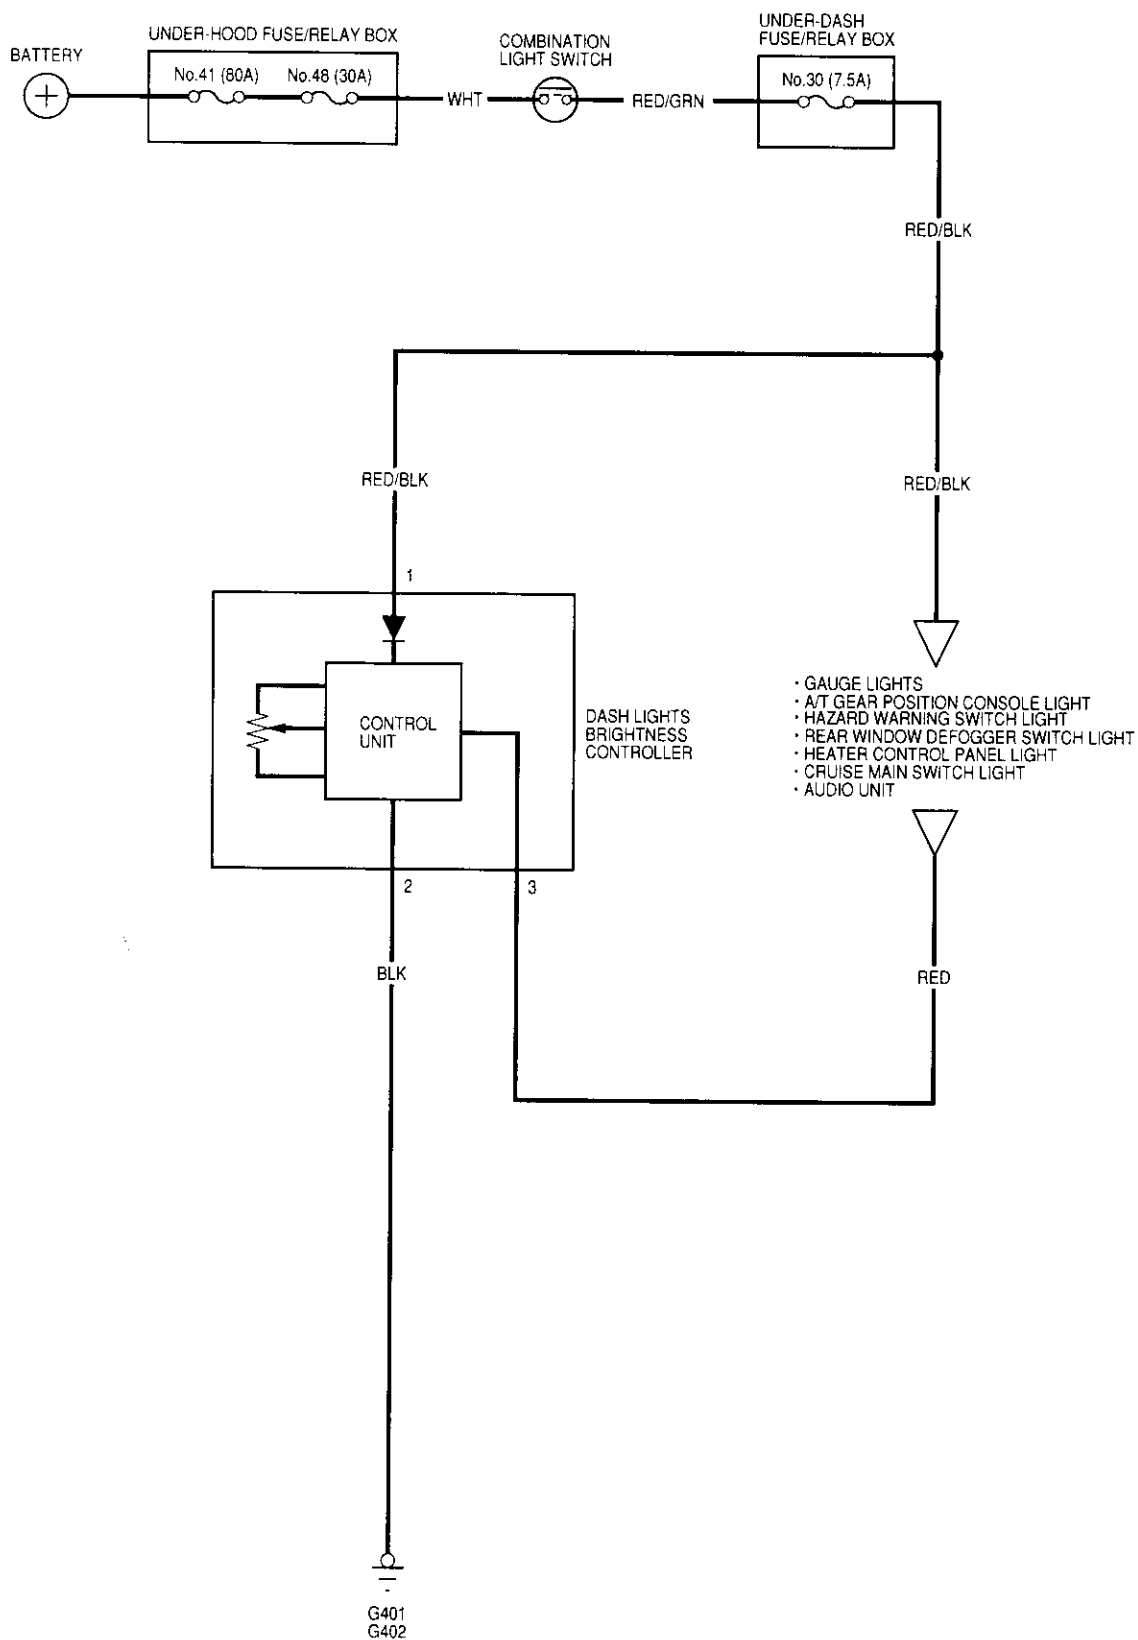 UNDER-HOOD FUSE/RELAY BOX
UNDER-DASH
FUSE/RELAY BOX
BATTERY
COMBINATION
LIGHT SWITCH
No.41 (80A)
No.48 (30A)
No.30 (7.5A)
WHT
RED/GRN
RED/BLK
RED/BLK
RED/BLK
1
CONTROL
UNIT
DASH LIGHTS
BRIGHTNESS
CONTROLLER
· GAUGE LIGHTS
· A/T GEAR POSITION CONSOLE LIGHT
· HAZARD WARNING SWITCH LIGHT
· REAR WINDOW DEFOGGER SWITCH LIGHT
· HEATER CONTROL PANEL LIGHT
· CRUISE MAIN SWITCH LIGHT
· AUDIO UNIT
2
3
BLK
RED
G401
G402